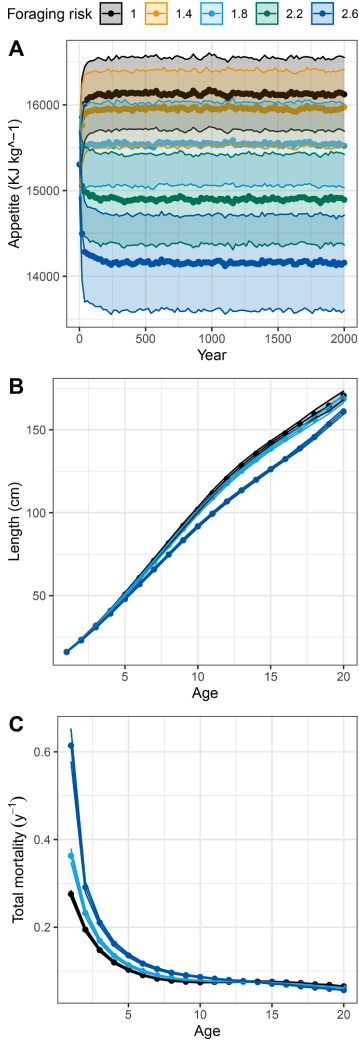 Foraging risk 1 1.4 1.8 2.2 2.6
A
Appetite (KJ kg^−1)
16000
15000
14000
0 500 1000 1500 2000
Year
B
Length (cm)
150
100
50
5 10 15 20
Age
C
Total mortality (y⁻¹)
0.6
0.4
0.2
5 10 15 20
Age